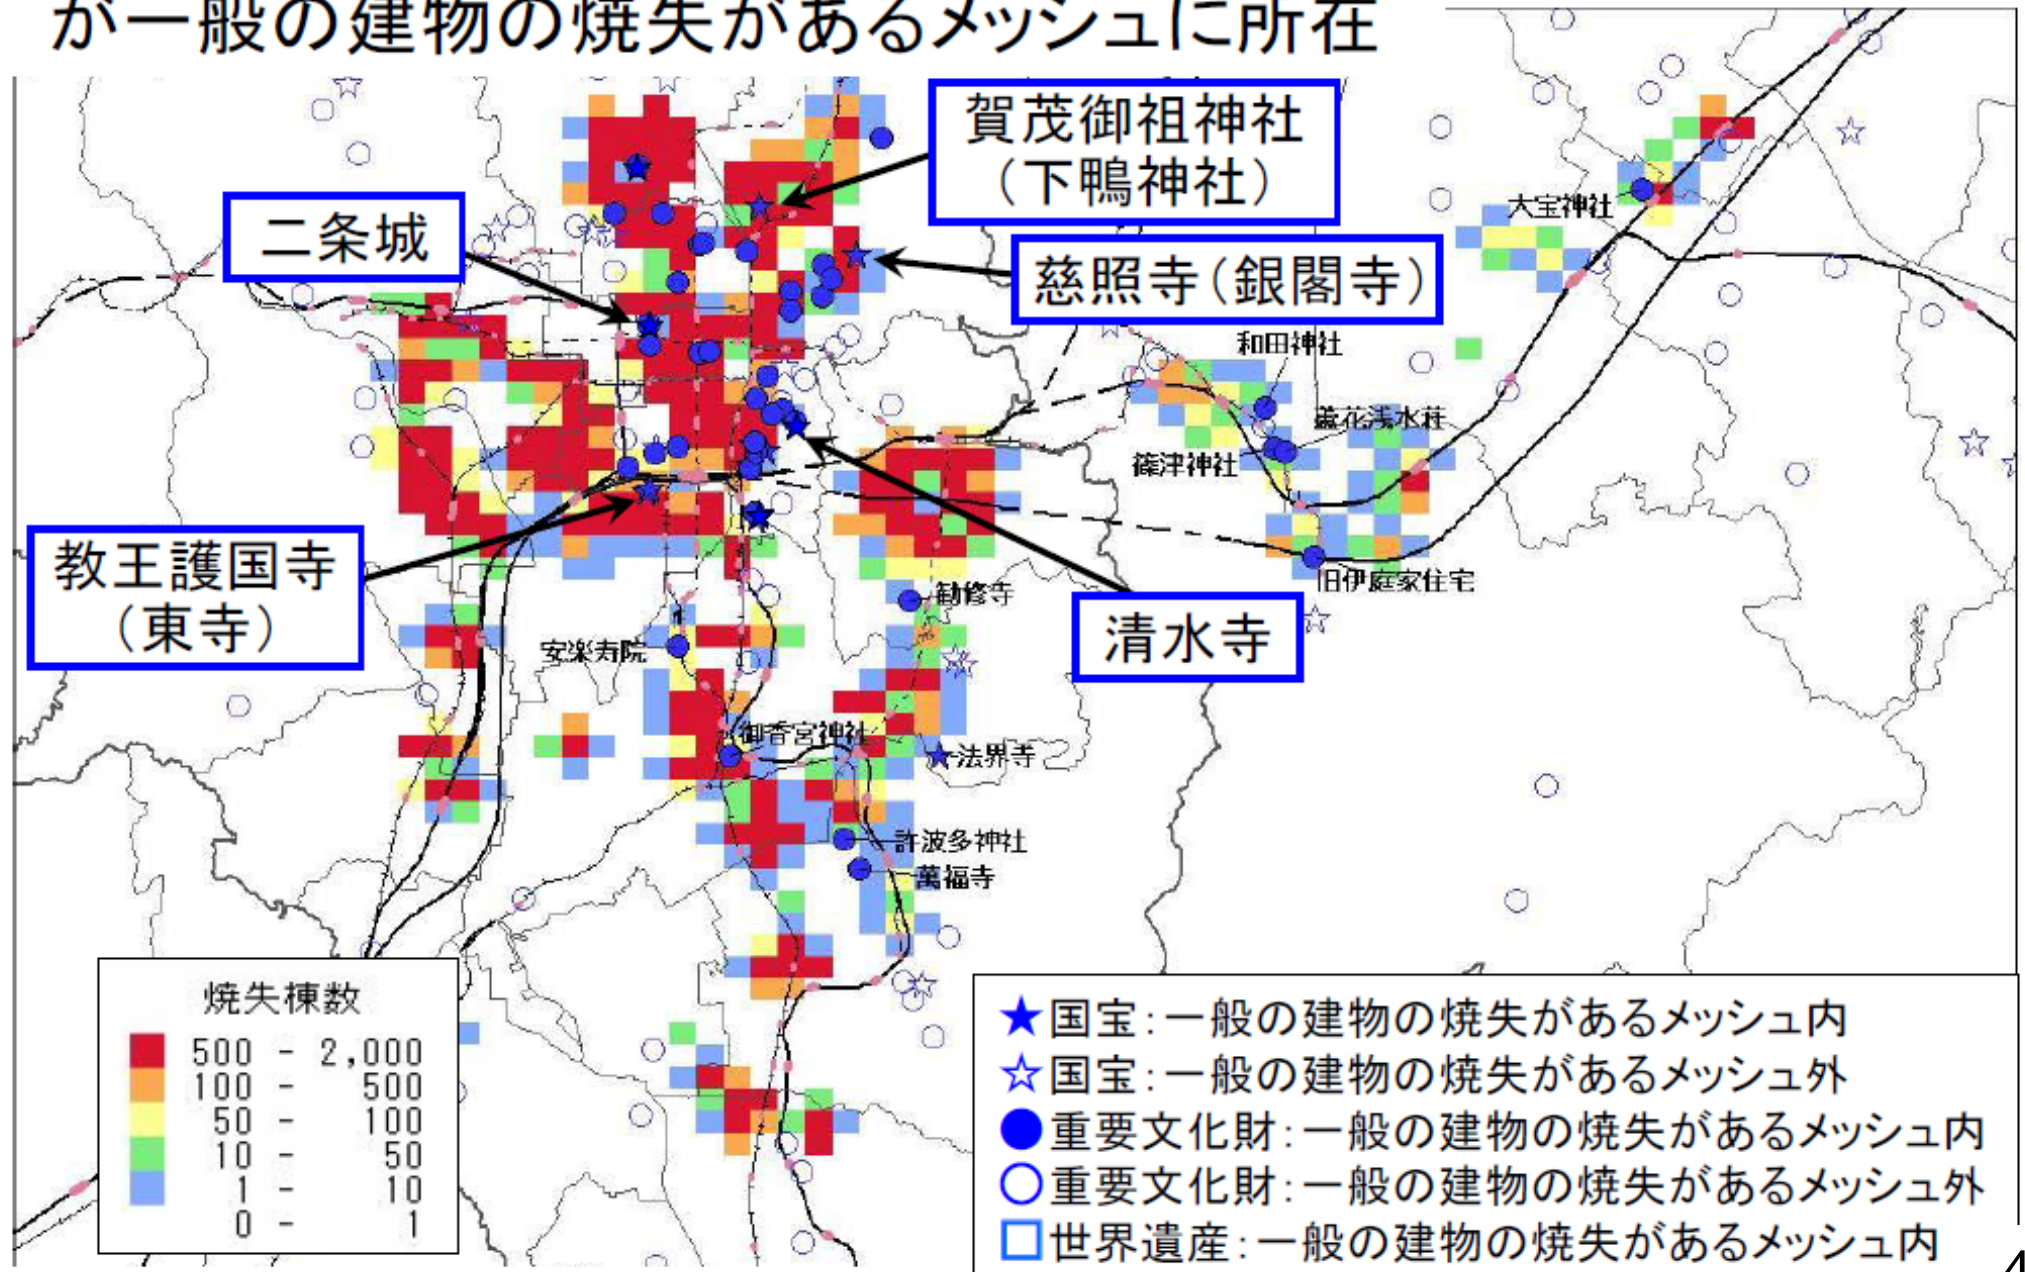 が一般の建物の焼失があるメッシュに所在
賀茂御祖神社
（下鴨神社）
二条城
大宝神社
慈照寺（銀閣寺）
和田神社
蘆花浅水荘
篠津神社
教王護国寺
（東寺）
旧伊庭家住宅
勧修寺
清水寺
安楽寿院
御香宮神社
法界寺
許波多神社
萬福寺
焼失棟数
500 - 2,000
100 - 500
50 - 100
10 - 50
1 - 10
0 - 1
★国宝：一般の建物の焼失があるメッシュ内
☆国宝：一般の建物の焼失があるメッシュ外
●重要文化財：一般の建物の焼失があるメッシュ内
○重要文化財：一般の建物の焼失があるメッシュ外
□世界遺産：一般の建物の焼失があるメッシュ内
4